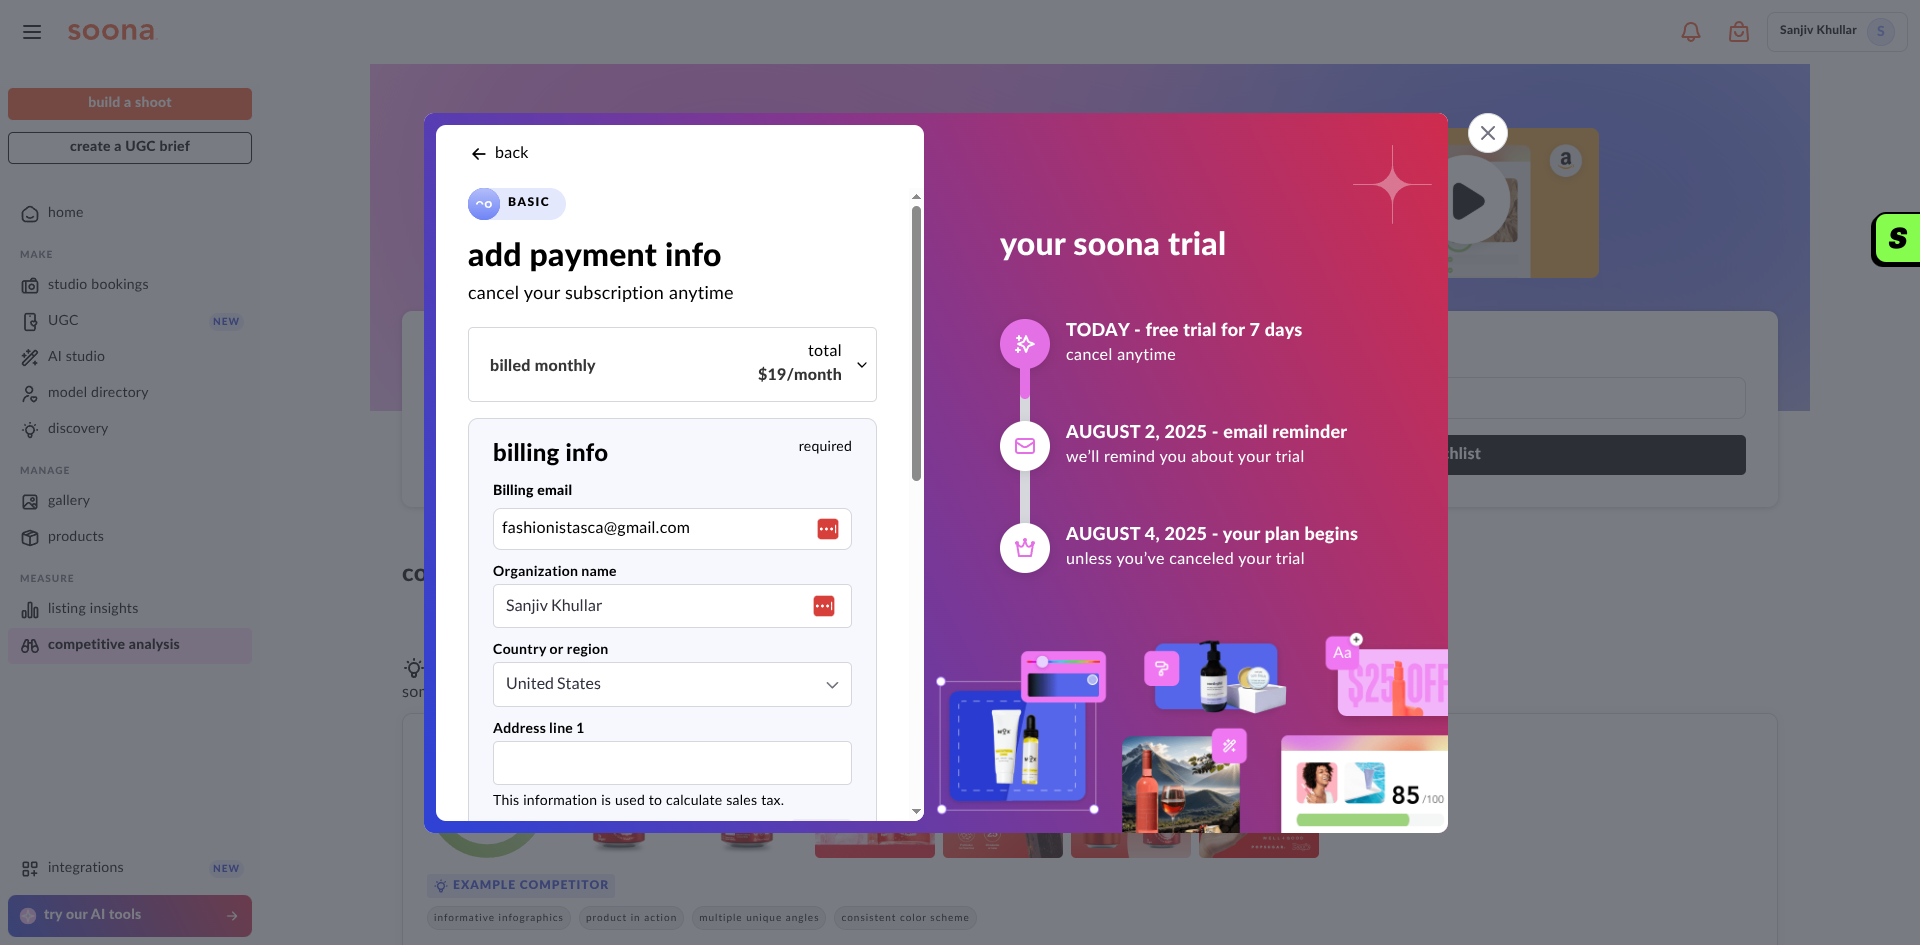 soona
Sanjiv Khullar
S
build a shoot
create a UGC brief
home
MAKE
studio bookings
UGC
NEW
AI studio
model directory
discovery
MANAGE
gallery
products
MEASURE
listing insights
competitive analysis
integrations
NEW
try our AI tools
back
BASIC
add payment info
cancel your subscription anytime
billed monthly
total
$19/month
billing info
required
Billing email
fashionistasca@gmail.com
Organization name
Sanjiv Khullar
Country or region
United States
Address line 1
This information is used to calculate sales tax.
your soona trial
TODAY - free trial for 7 days
cancel anytime
AUGUST 2, 2025 - email reminder
we'll remind you about your trial
AUGUST 4, 2025 - your plan begins
unless you've canceled your trial
Aa
$25 OFF
85 /100
a
S
EXAMPLE COMPETITOR
informative infographics
product in action
multiple unique angles
consistent color scheme